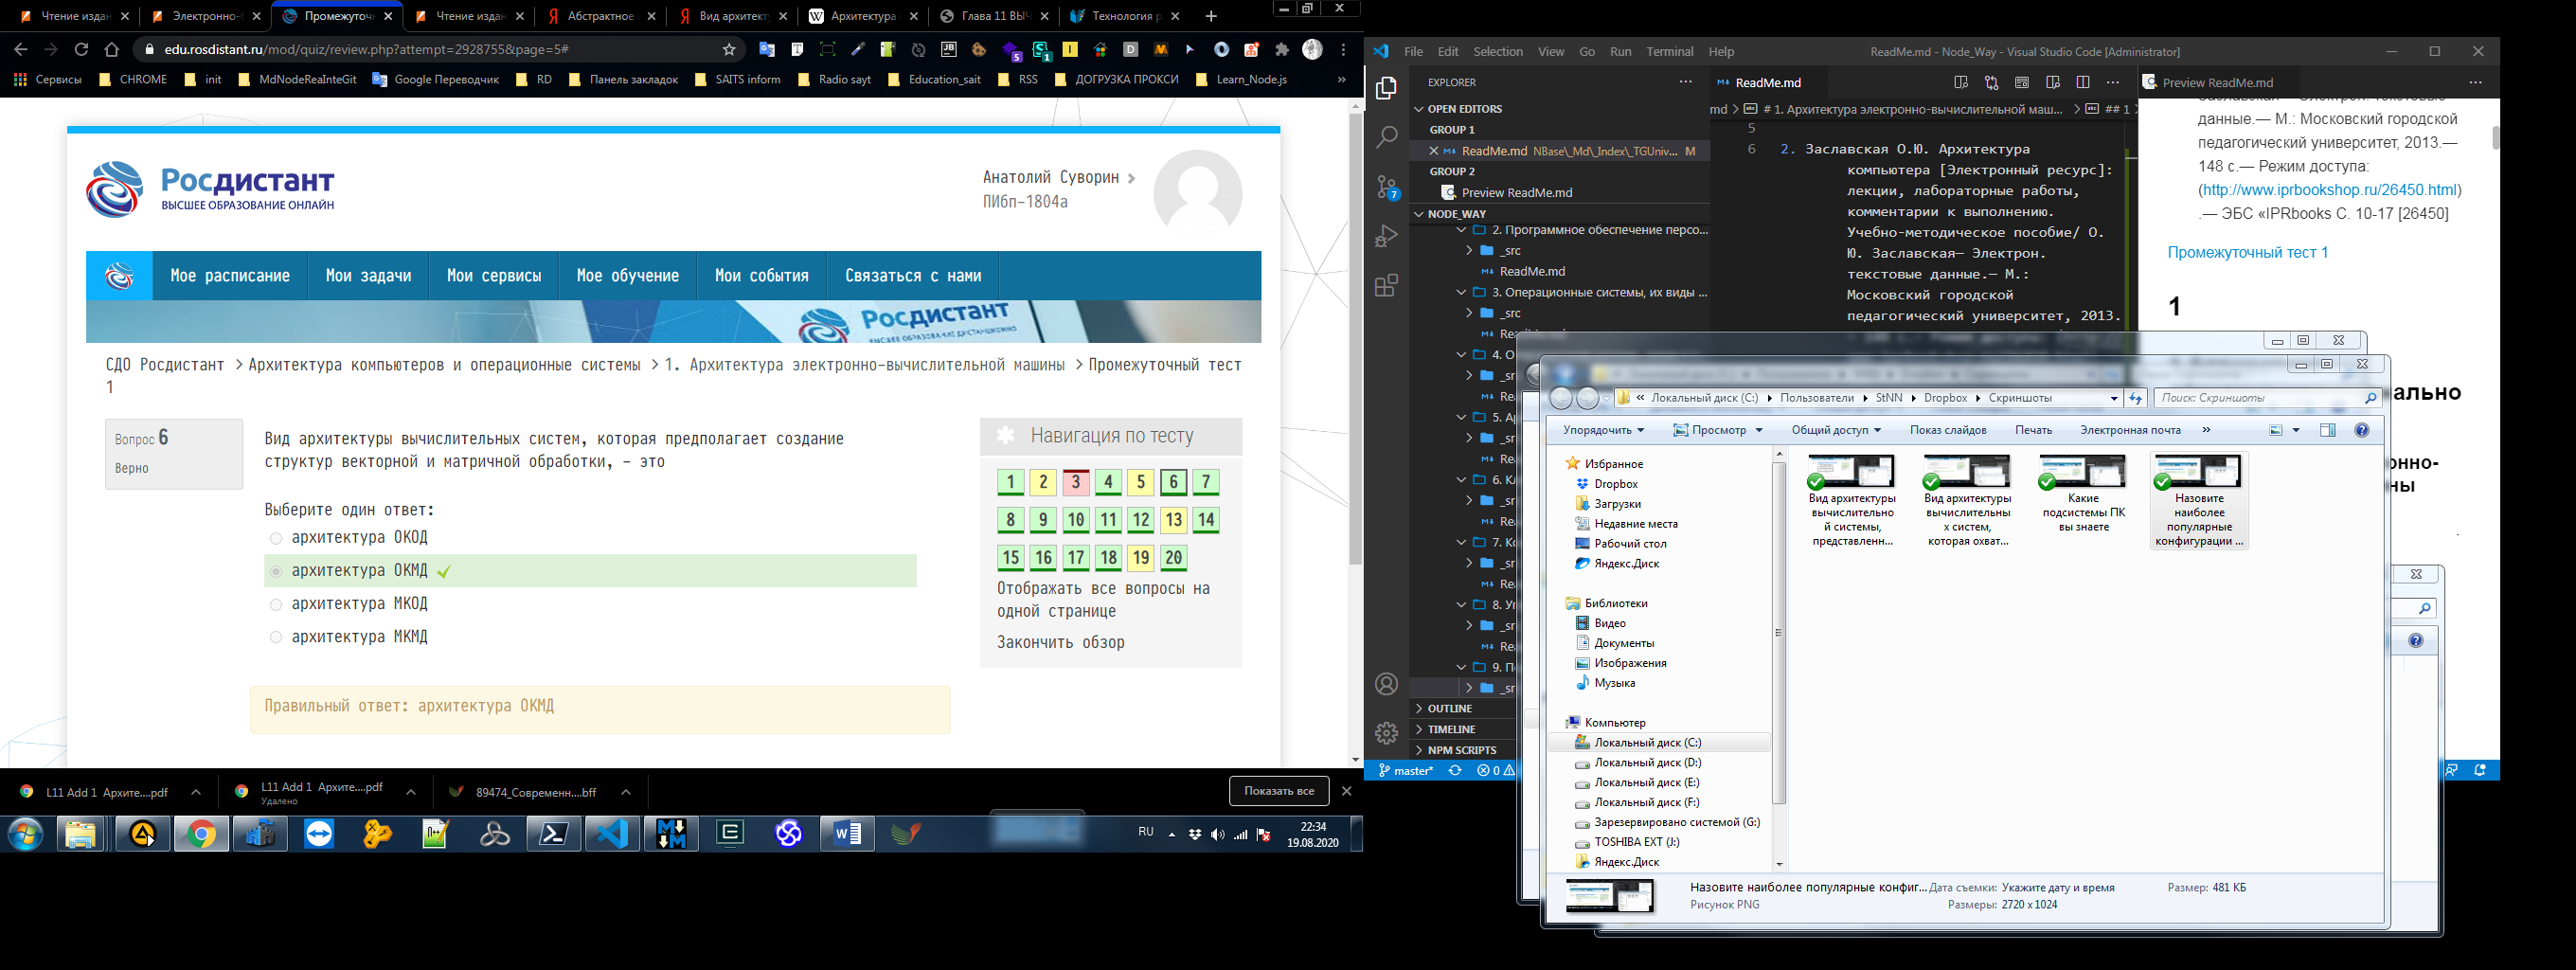 Чтение издан
Электронно-
Промежуточн
Чтение издан
Абстрактное
Вид архитект
Архитектура
Глава 11 ВЫЧ
Технология р
edu.rosdistant.ru/mod/quiz/review.php?attempt=2928755&page=5#
Сервисы
CHROME
init
MdNodeReaInteGit
Google Переводчик
RD
Панель закладок
SAITS inform
Radio sayt
Education_sait
RSS
ДОГРУЗКА ПРОКСИ
Learn_Node.js
»
Росдистант
ВЫСШЕЕ ОБРАЗОВАНИЕ ОНЛАЙН
Анатолий Суворин
ПИбп-1804а
Мое расписание
Мои задачи
Мои сервисы
Мое обучение
Мои события
Связаться с нами
Росдистант
СДО Росдистант > Архитектура компьютеров и операционные системы > 1. Архитектура электронно-вычислительной машины > Промежуточный тест
1
Вопрос 6
Верно
Вид архитектуры вычислительных систем, которая предполагает создание
структур векторной и матричной обработки, – это
Выберите один ответ:
архитектура ОКОД
архитектура ОКМД
архитектура МКОД
архитектура МКМД
Правильный ответ: архитектура ОКМД
Навигация по тесту
1 2 3 4 5 6 7
8 9 10 11 12 13 14
15 16 17 18 19 20
Отображать все вопросы на
одной странице
Закончить обзор
L11 Add 1 Архите....pdf
L11 Add 1 Архите....pdf
Удалено
89474_Современн....bff
Показать все
RU
22:34
19.08.2020
File Edit Selection View Go Run Terminal Help
ReadMe.md - Node_Way - Visual Studio Code [Administrator]
EXPLORER
OPEN EDITORS
GROUP 1
ReadMe.md NBase\_Md\_Index\_TGUniv... M
GROUP 2
Preview ReadMe.md
NODE_WAY
2. Программное обеспечение персо...
_src
ReadMe.md
3. Операционные системы, их виды ...
_src
4. О
5. А
6. К
7. К
8. У
9. П
OUTLINE
TIMELINE
NPM SCRIPTS
master*
0
7
ReadMe.md
md > # 1. Архитектура электронно-вычислительной маш... > ## 1
5
6
2. Заславская О.Ю. Архитектура
компьютера [Электронный ресурс]:
лекции, лабораторные работы,
комментарии к выполнению.
Учебно-методическое пособие/ О.
Ю. Заславская— Электрон.
текстовые данные.— М.:
Московский городской
педагогический университет, 2013.
Preview ReadMe.md
данные.— М.: Московский городской
педагогический университет, 2013.—
148 с.— Режим доступа:
(http://www.iprbookshop.ru/26450.html)
.— ЭБС «IPRbooks С. 10-17 [26450]
Промежуточный тест 1
1
ально
онно-
ны
« Локальный диск (C:) Пользователи StNN Dropbox Скриншоты
Поиск: Скриншоты
Упорядочить
Просмотр
Общий доступ
Показ слайдов
Печать
Электронная почта
»
Избранное
Dropbox
Загрузки
Недавние места
Рабочий стол
Яндекс.Диск
Библиотеки
Видео
Документы
Изображения
Музыка
Компьютер
Локальный диск (C:)
Локальный диск (D:)
Локальный диск (E:)
Локальный диск (F:)
Зарезервировано системой (G:)
TOSHIBA EXT (J:)
Яндекс.Диск
Вид архитектуры
вычислительно
й системы,
представленн...
Вид архитектуры
вычислительны
х систем,
которая охват...
Какие
подсистемы ПК
вы знаете
Назовите
наиболее
популярные
конфигурации ...
Назовите наиболее популярные конфиг...
Рисунок PNG
Дата съемки: Укажите дату и время
Размеры: 2720 x 1024
Размер: 481 КБ